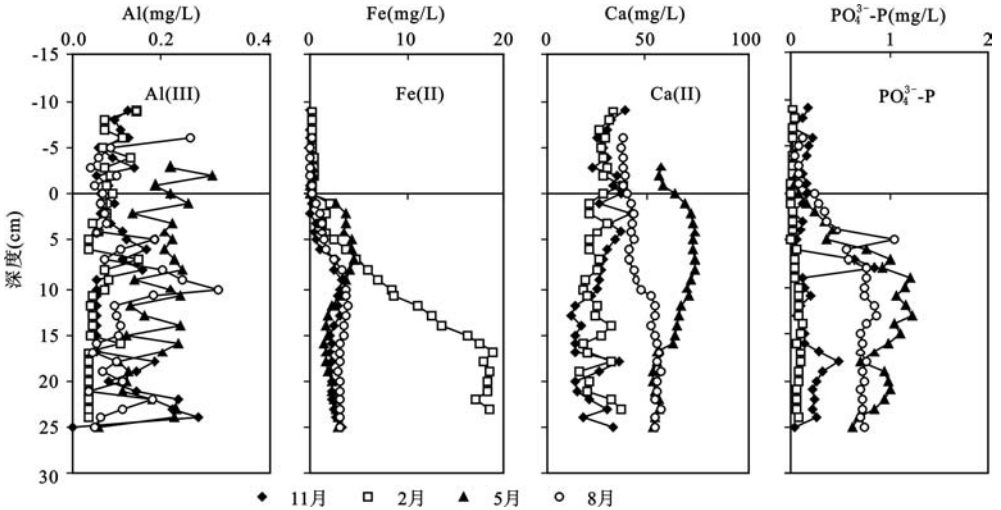 Al(mg/L) Fe(mg/L) Ca(mg/L) PO₄³⁻-P(mg/L)
0.0 0.2 0.4 0 10 20 0 50 100 0 1 2
-15
Al(III) Fe(II) Ca(II) PO₄³⁻-P
-10
-5
0
5
10
15
20
25
30
深度(cm)
11月 2月 5月 8月